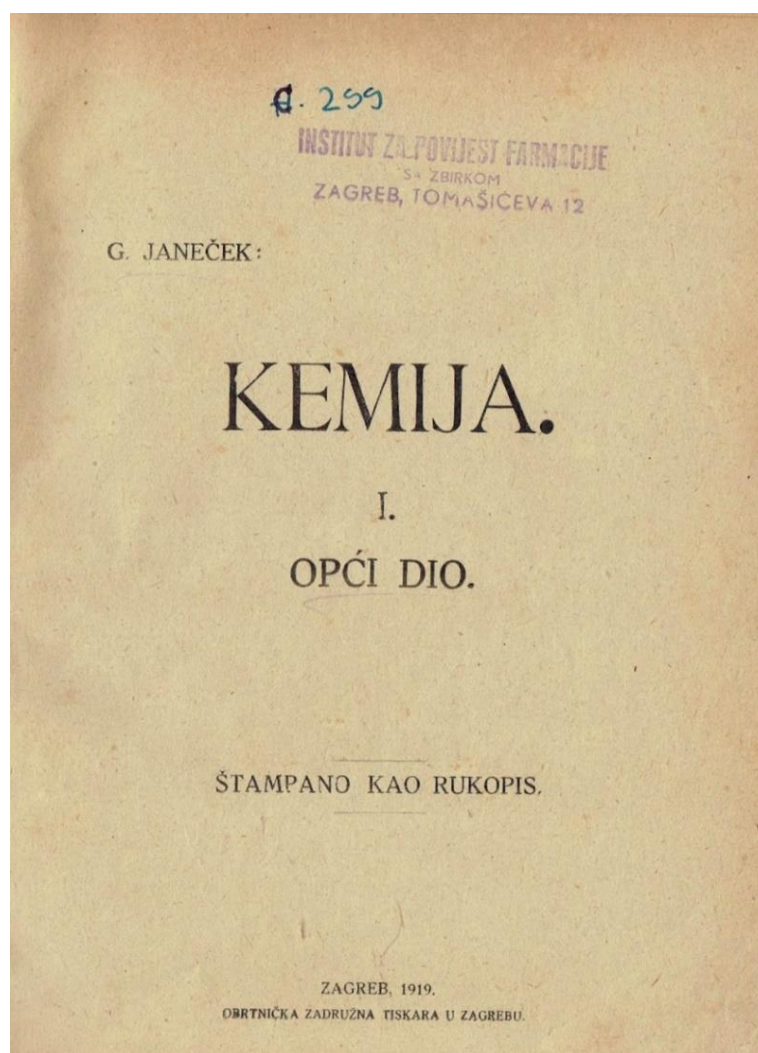 A. 299
INSTITUT ZA POVIJEST FARMACIJE
SA ZBIRKOM
ZAGREB, TOMAŠIĆEVA 12
G. JANEČEK:
KEMIJA.
I.
OPĆI DIO.
ŠTAMPANO KAO RUKOPIS.
ZAGREB, 1919.
OBRTNIČKA ZADRUŽNA TISKARA U ZAGREBU.